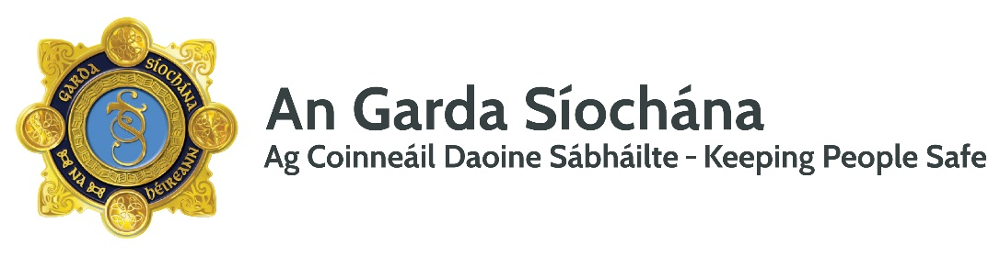 GARDA SÍOCHÁNA
NA HÉIREANN
An Garda Síochána
Ag Coinneáil Daoine Sábháilte - Keeping People Safe